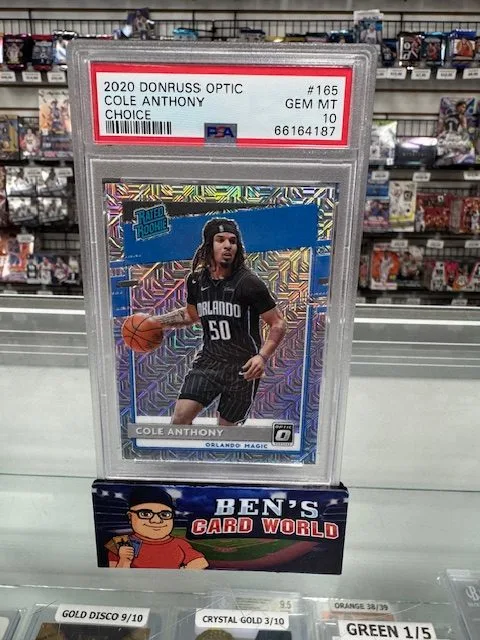 2020 DONRUSS OPTIC #165
COLE ANTHONY GEM MT
CHOICE 10
PSA 66164187
RATED
ROOKIE
ORLANDO
50
COLE ANTHONY
OPTIC
ORLANDO MAGIC
BEN'S
CARD WORLD
GOLD DISCO 9/10
CRYSTAL GOLD 3/10
9.5
ORANGE 38/39
GREEN 1/5